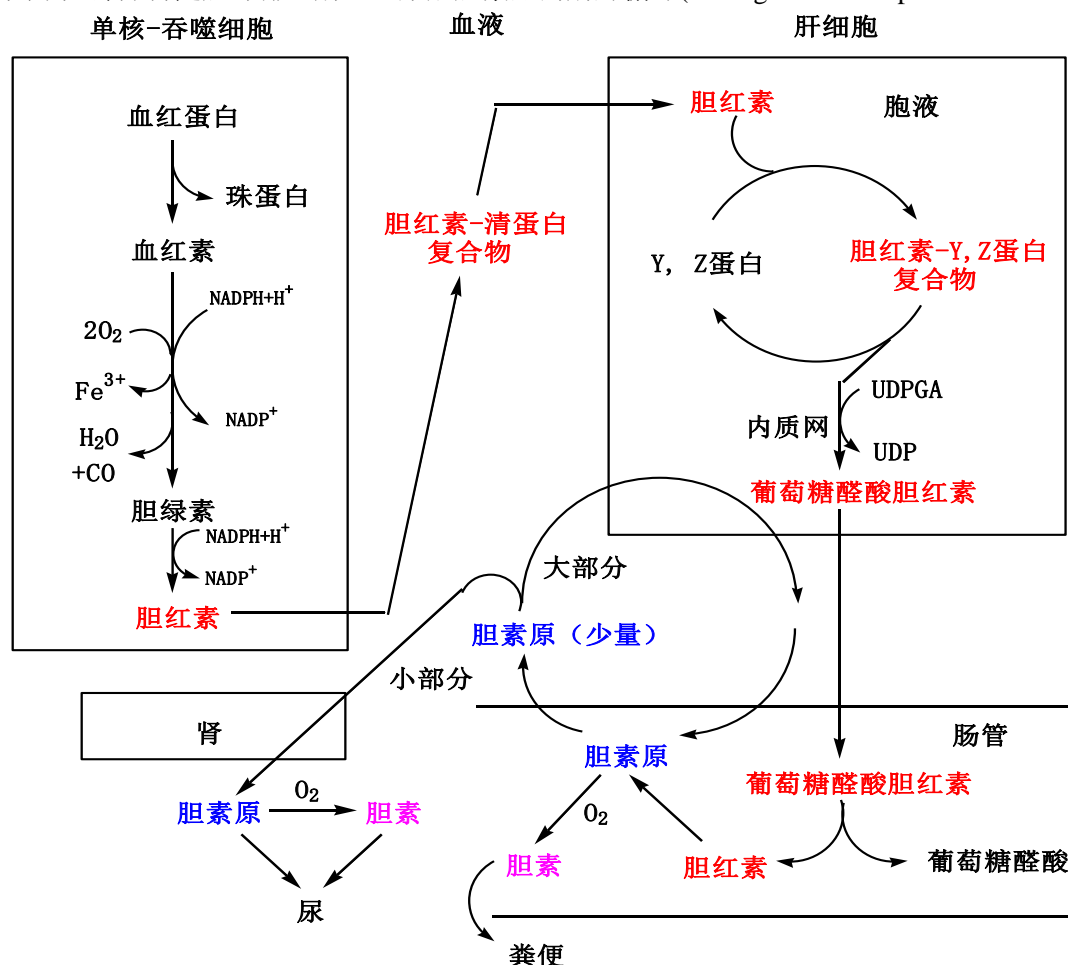 单核-吞噬细胞
血液
肝细胞
血红蛋白
珠蛋白
血红素
NADPH+H+
2O2
Fe3+
NADP+
H2O
+CO
胆绿素
NADPH+H+
NADP+
胆红素
胆红素-清蛋白
复合物
胆红素
胞液
Y, Z蛋白
胆红素-Y,Z蛋白
复合物
UDPGA
内质网
UDP
葡萄糖醛酸胆红素
大部分
胆素原（少量）
小部分
肾
胆素原
O2
胆素
尿
肠管
胆素原
葡萄糖醛酸胆红素
O2
胆素
胆红素
葡萄糖醛酸
粪便